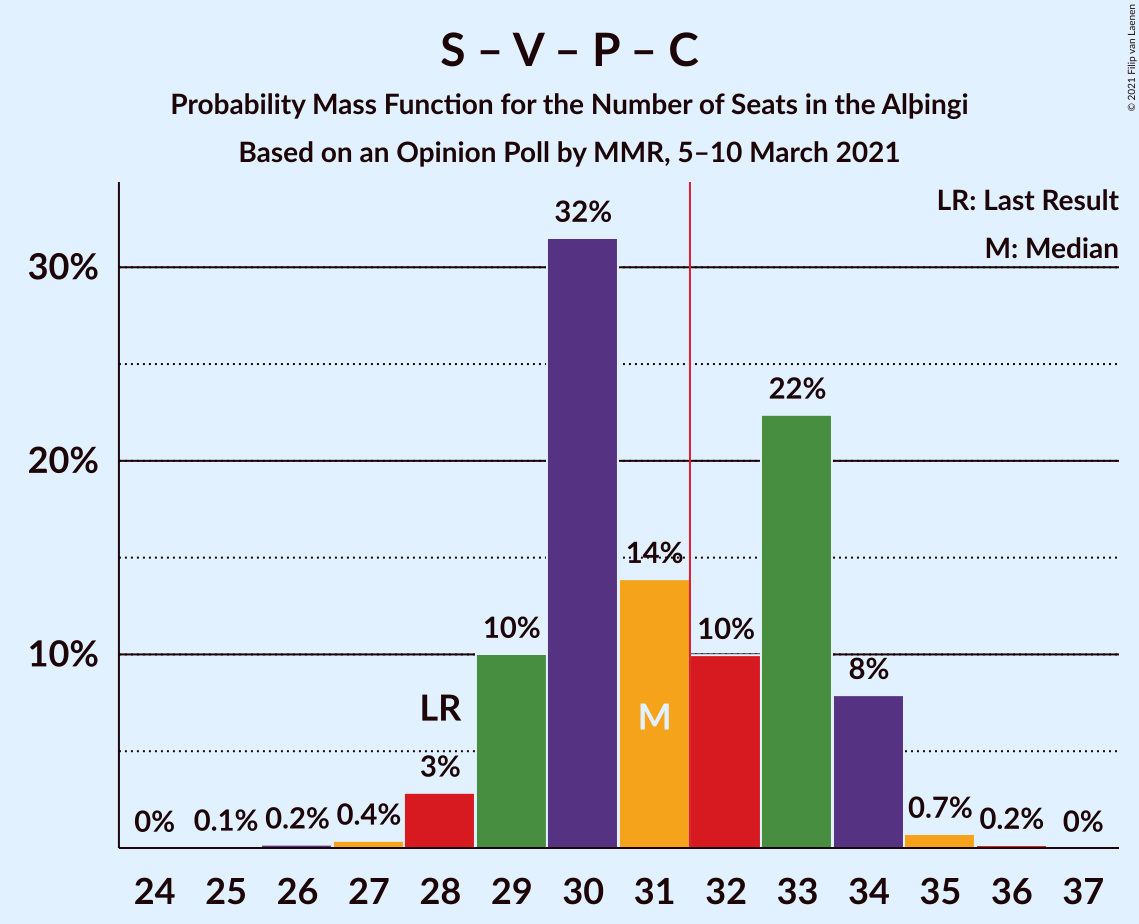 S – V – P – C
Probability Mass Function for the Number of Seats in the Alþingi
Based on an Opinion Poll by MMR, 5–10 March 2021
© 2021 Filip van Laenen
LR: Last Result
M: Median
30%
20%
10%
0%
0.1%
0.2%
0.4%
3%
LR
10%
32%
14%
M
10%
22%
8%
0.7%
0.2%
0%
24 25 26 27 28 29 30 31 32 33 34 35 36 37